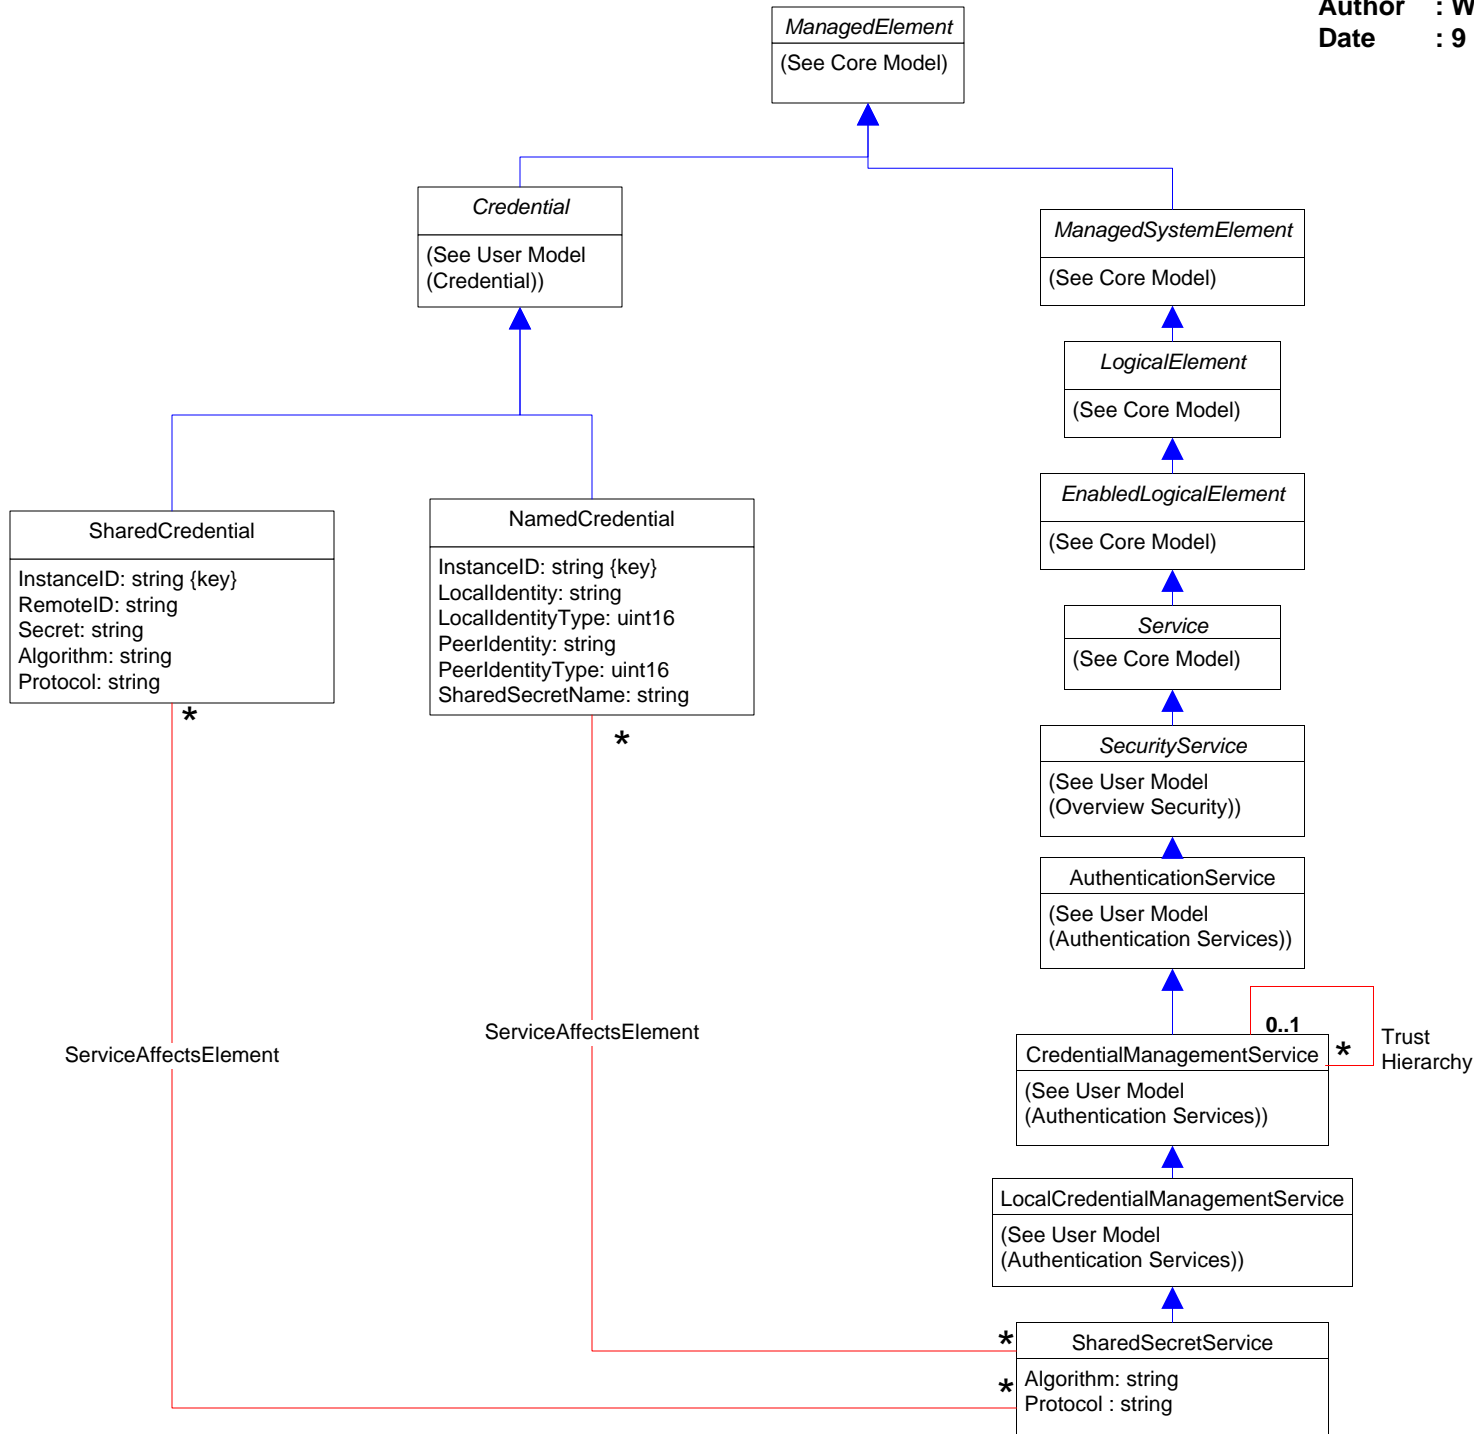 Author : W
Date : 9
ManagedElement
(See Core Model)
Credential
(See User Model
(Credential))
ManagedSystemElement
(See Core Model)
LogicalElement
(See Core Model)
EnabledLogicalElement
(See Core Model)
SharedCredential
InstanceID: string {key}
RemoteID: string
Secret: string
Algorithm: string
Protocol: string
*
NamedCredential
InstanceID: string {key}
LocalIdentity: string
LocalIdentityType: uint16
PeerIdentity: string
PeerIdentityType: uint16
SharedSecretName: string
*
Service
(See Core Model)
SecurityService
(See User Model
(Overview Security))
AuthenticationService
(See User Model
(Authentication Services))
ServiceAffectsElement
ServiceAffectsElement
0..1
*
Trust
Hierarchy
CredentialManagementService
(See User Model
(Authentication Services))
LocalCredentialManagementService
(See User Model
(Authentication Services))
*
*
SharedSecretService
Algorithm: string
Protocol : string